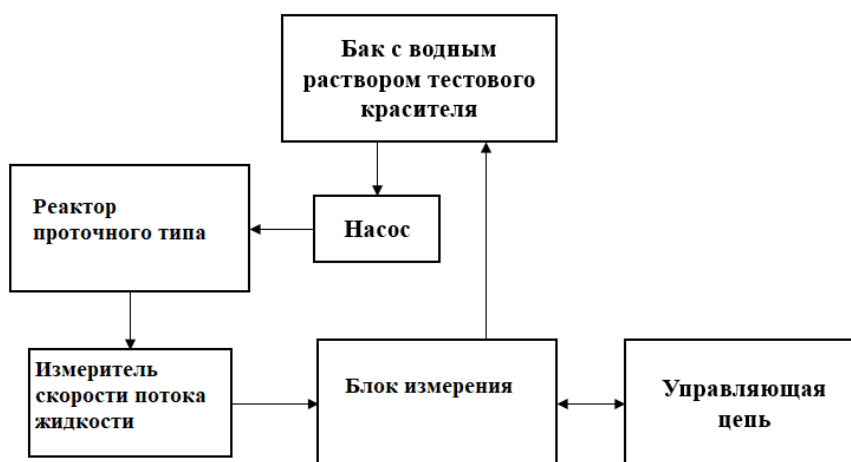 Бак с водным
раствором тестового
красителя
Реактор
проточного типа
Насос
Измеритель
скорости потока
жидкости
Блок измерения
Управляющая
цепь